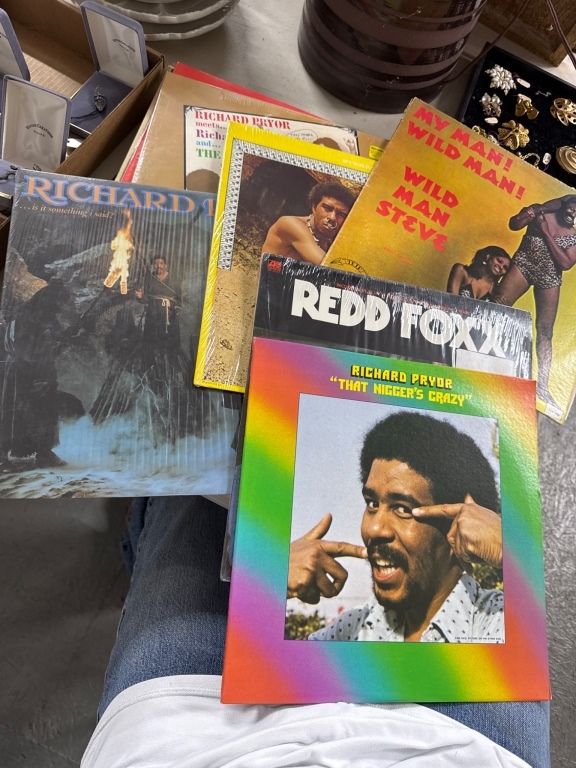 RICHARD PRYOR
meets...
Richard
and...
THE
RICHARD
...is it something i said?
MY MAN!
WILD MAN!
WILD
MAN
STEVE
REDD FOXX
RICHARD PRYOR
"THAT NIGGER'S CRAZY"